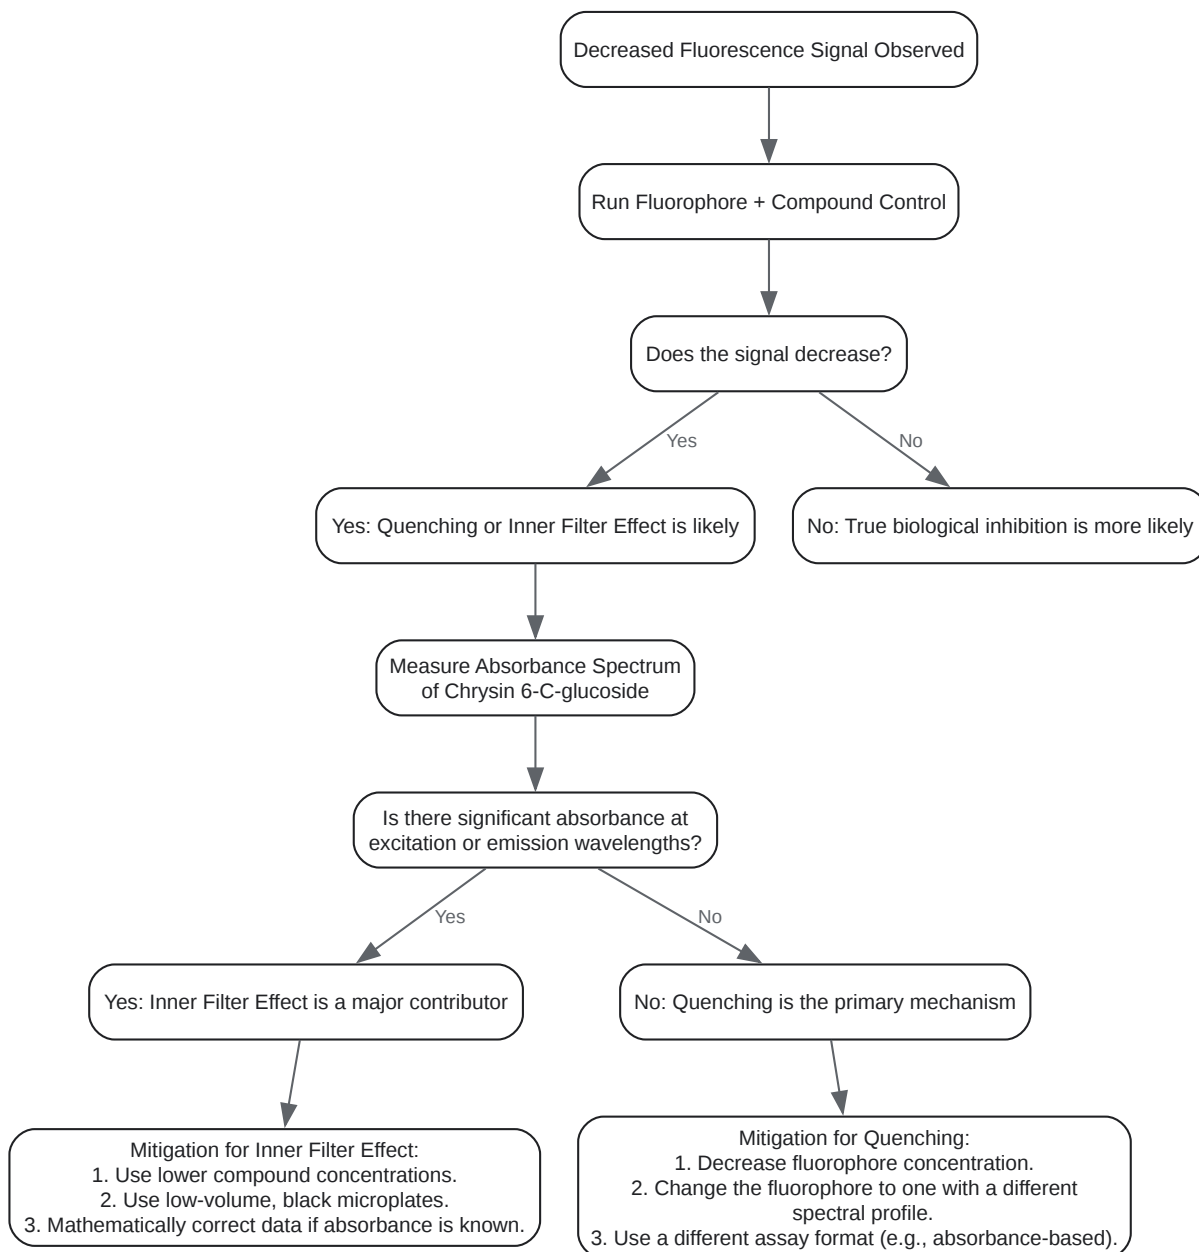 Decreased Fluorescence Signal Observed
Run Fluorophore + Compound Control
Does the signal decrease?
Yes
No
Yes: Quenching or Inner Filter Effect is likely
No: True biological inhibition is more likely
Measure Absorbance Spectrum
of Chrysin 6-C-glucoside
Is there significant absorbance at
excitation or emission wavelengths?
Yes
No
Yes: Inner Filter Effect is a major contributor
No: Quenching is the primary mechanism
Mitigation for Inner Filter Effect:
1. Use lower compound concentrations.
2. Use low-volume, black microplates.
3. Mathematically correct data if absorbance is known.
Mitigation for Quenching:
1. Decrease fluorophore concentration.
2. Change the fluorophore to one with a different
spectral profile.
3. Use a different assay format (e.g., absorbance-based).